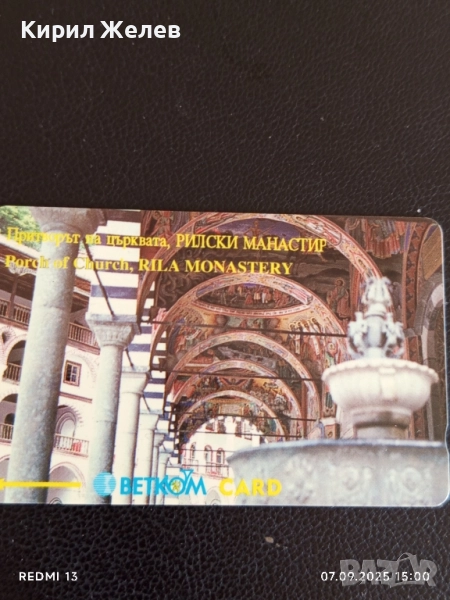 Кирил Желев
Притворът на църквата, РИЛСКИ МАНАСТИР
Porch of Church, RILA MONASTERY
BETKOM CARD
BAZAR
REDMI 13
07.09.2025 15:00